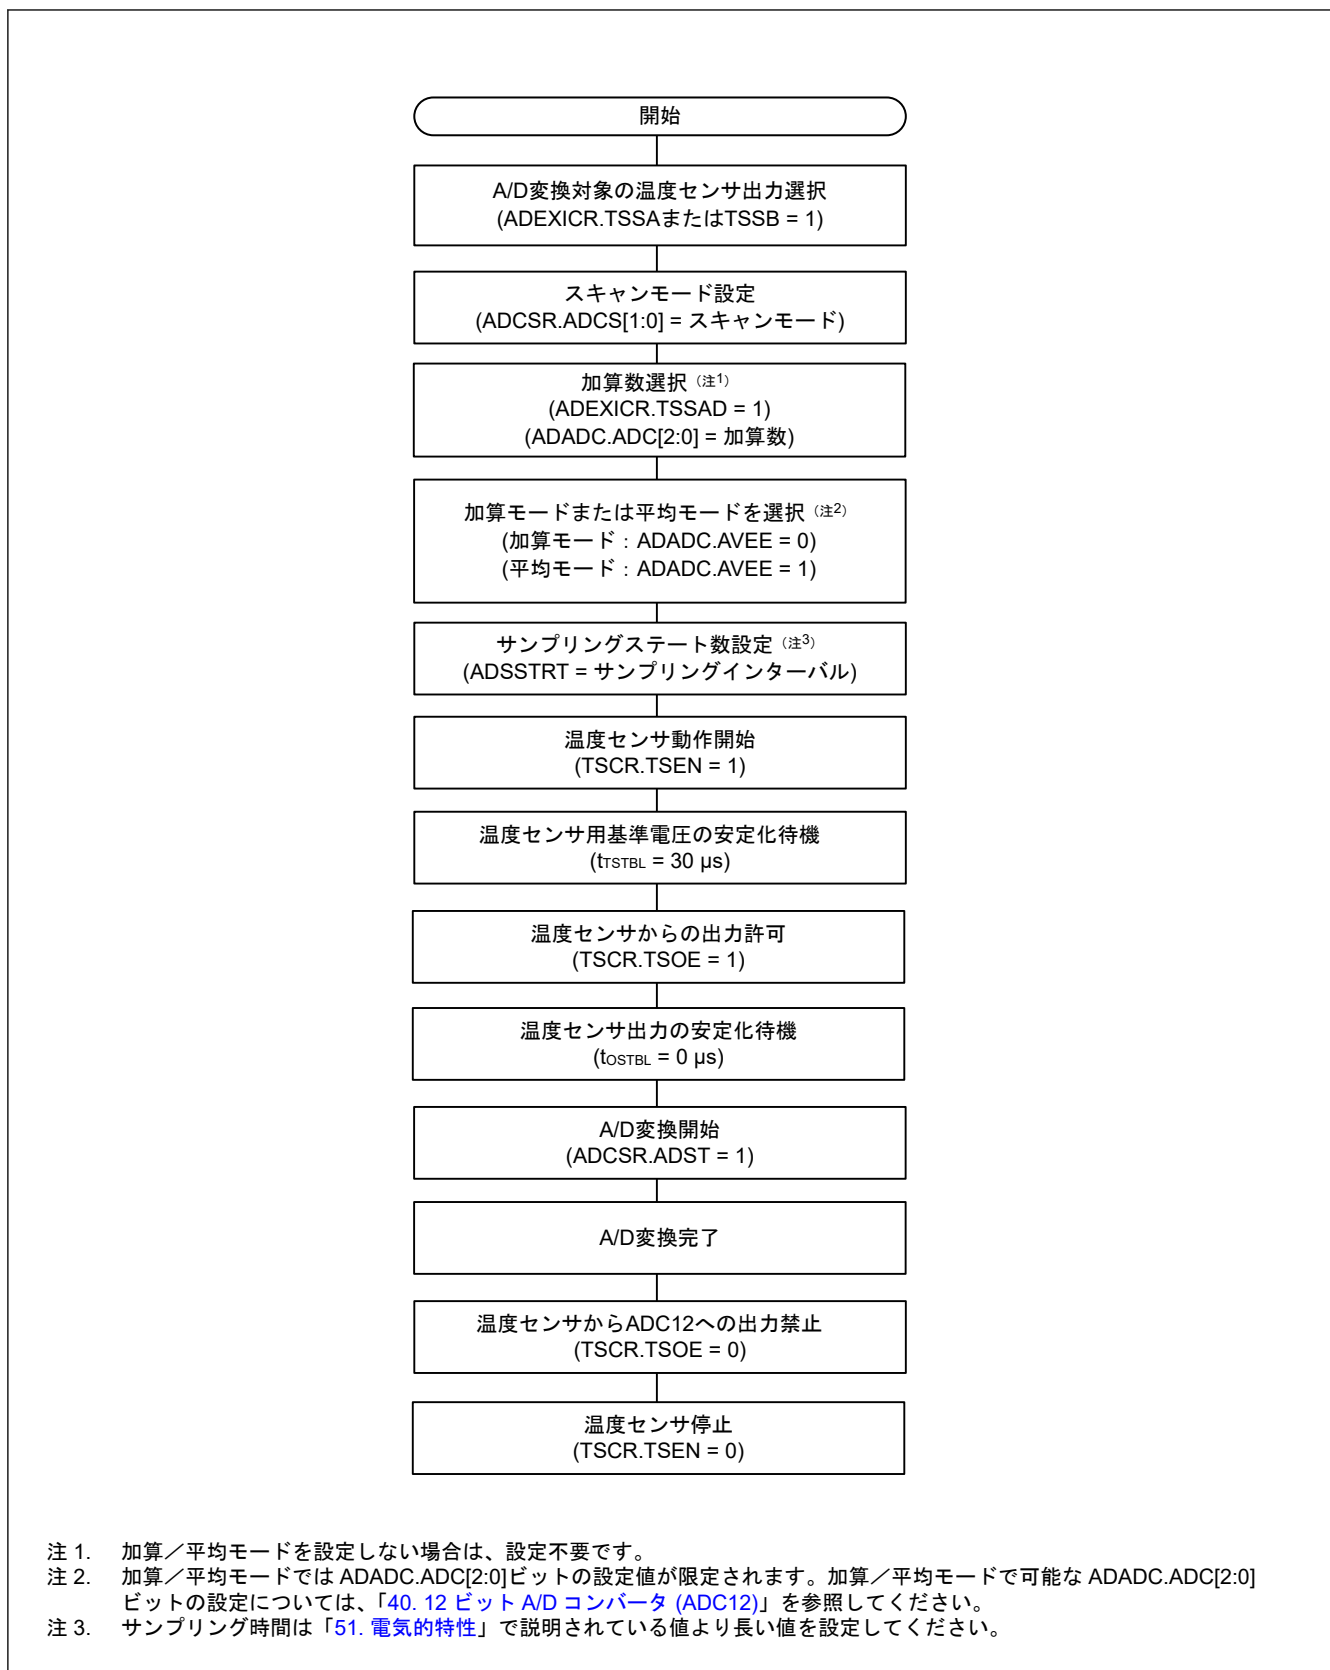 開始
A/D変換対象の温度センサ出力選択
(ADEXICR.TSSAまたはTSSB = 1)
スキャンモード設定
(ADCSR.ADCS[1:0] = スキャンモード)
加算数選択（注1）
(ADEXICR.TSSAD = 1)
(ADADC.ADC[2:0] = 加算数)
加算モードまたは平均モードを選択（注2）
(加算モード：ADADC.AVEE = 0)
(平均モード：ADADC.AVEE = 1)
サンプリングステート数設定（注3）
(ADSSTRT = サンプリングインターバル)
温度センサ動作開始
(TSCR.TSEN = 1)
温度センサ用基準電圧の安定化待機
(tTSTBL = 30 µs)
温度センサからの出力許可
(TSCR.TSOE = 1)
温度センサ出力の安定化待機
(tOSTBL = 0 µs)
A/D変換開始
(ADCSR.ADST = 1)
A/D変換完了
温度センサからADC12への出力禁止
(TSCR.TSOE = 0)
温度センサ停止
(TSCR.TSEN = 0)
注 1. 加算／平均モードを設定しない場合は、設定不要です。
注 2. 加算／平均モードでは ADADC.ADC[2:0]ビットの設定値が限定されます。加算／平均モードで可能な ADADC.ADC[2:0]
ビットの設定については、「40. 12 ビット A/D コンバータ (ADC12)」を参照してください。
注 3. サンプリング時間は「51. 電気的特性」で説明されている値より長い値を設定してください。